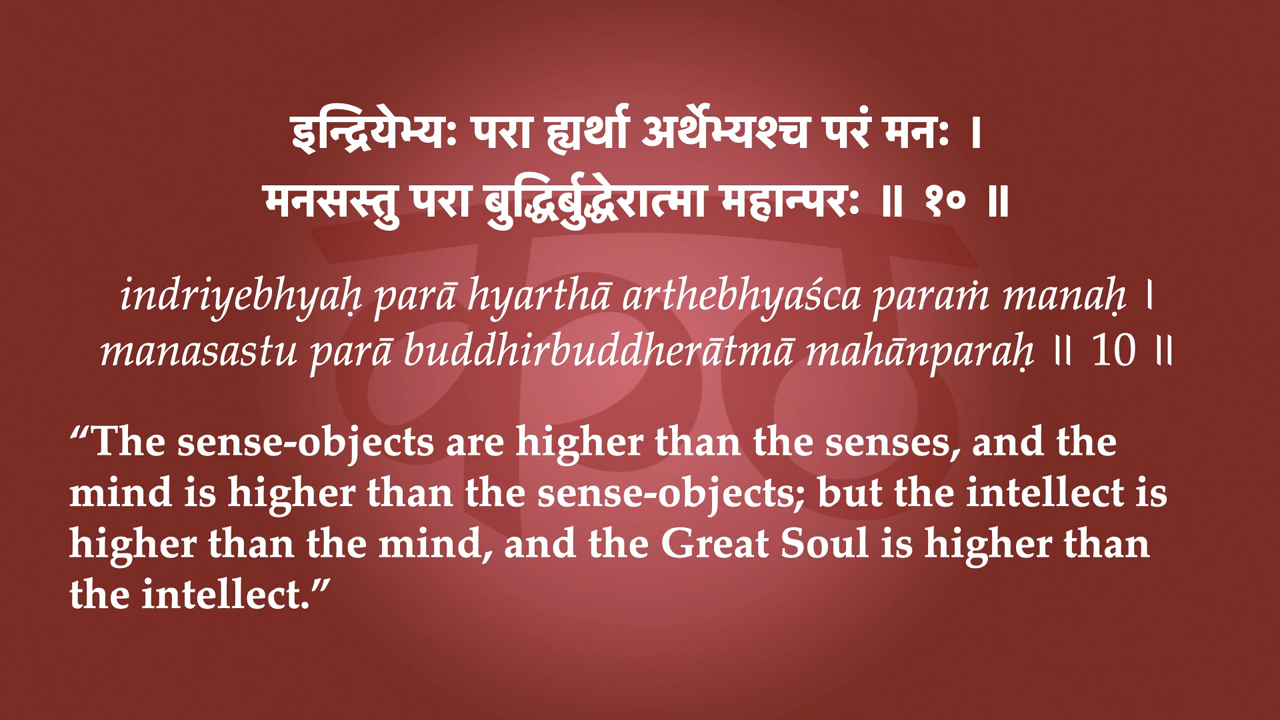 इन्द्रियेभ्यः परा ह्यर्था अर्थेभ्यश्च परं मनः ।
मनसस्तु परा बुद्धिर्बुद्धेरात्मा महान्परः ॥ १० ॥
indriyebhyaḥ parā hyarthā arthebhyaśca paraṁ manaḥ ।
manasastu parā buddhirbuddherātmā mahānparaḥ ॥ 10 ॥
“The sense-objects are higher than the senses, and the
mind is higher than the sense-objects; but the intellect is
higher than the mind, and the Great Soul is higher than
the intellect.”